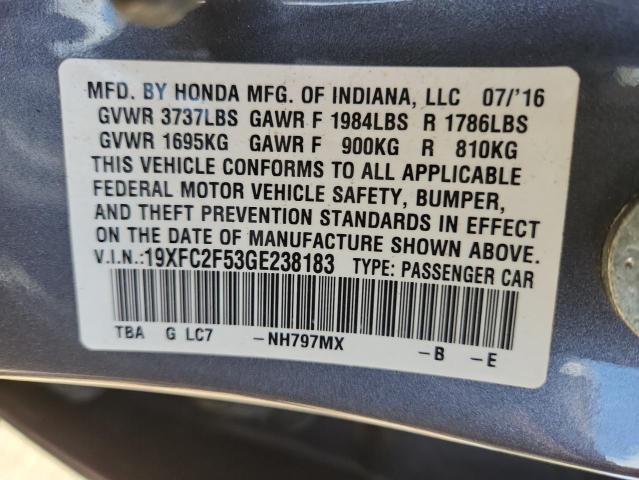 MFD. BY HONDA MFG. OF INDIANA, LLC 07/'16
GVWR 3737LBS GAWR F 1984LBS R 1786LBS
GVWR 1695KG GAWR F 900KG R 810KG
THIS VEHICLE CONFORMS TO ALL APPLICABLE
FEDERAL MOTOR VEHICLE SAFETY, BUMPER,
AND THEFT PREVENTION STANDARDS IN EFFECT
ON THE DATE OF MANUFACTURE SHOWN ABOVE.
V.I.N.:19XFC2F53GE238183 TYPE: PASSENGER CAR
TBA G LC7 -NH797MX -B -E